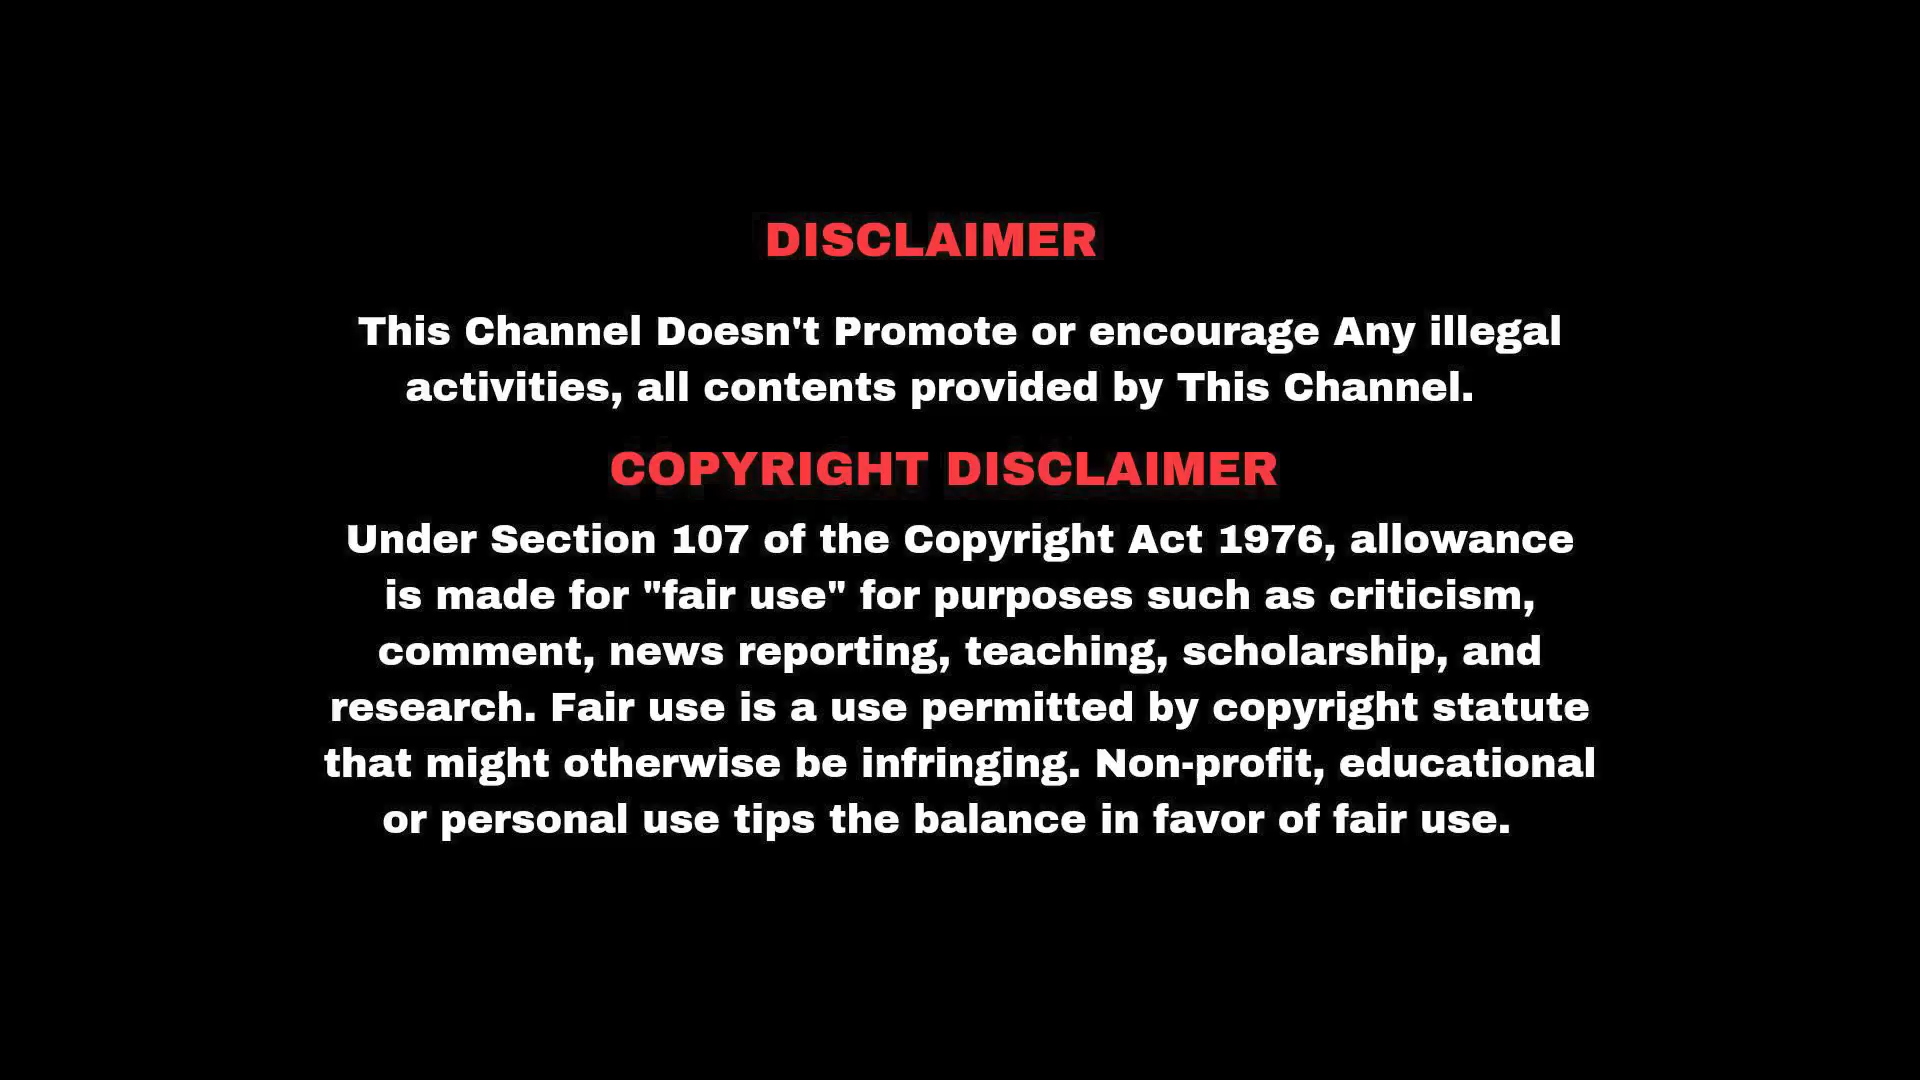 DISCLAIMER
This Channel Doesn't Promote or encourage Any illegal
activities, all contents provided by This Channel.
COPYRIGHT DISCLAIMER
Under Section 107 of the Copyright Act 1976, allowance
is made for "fair use" for purposes such as criticism,
comment, news reporting, teaching, scholarship, and
research. Fair use is a use permitted by copyright statute
that might otherwise be infringing. Non-profit, educational
or personal use tips the balance in favor of fair use.